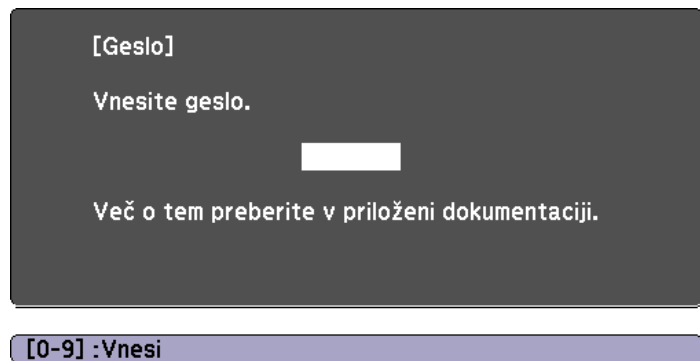 [Geslo]
Vnesite geslo.
Več o tem preberite v priloženi dokumentaciji.
[0-9] :Vnesi